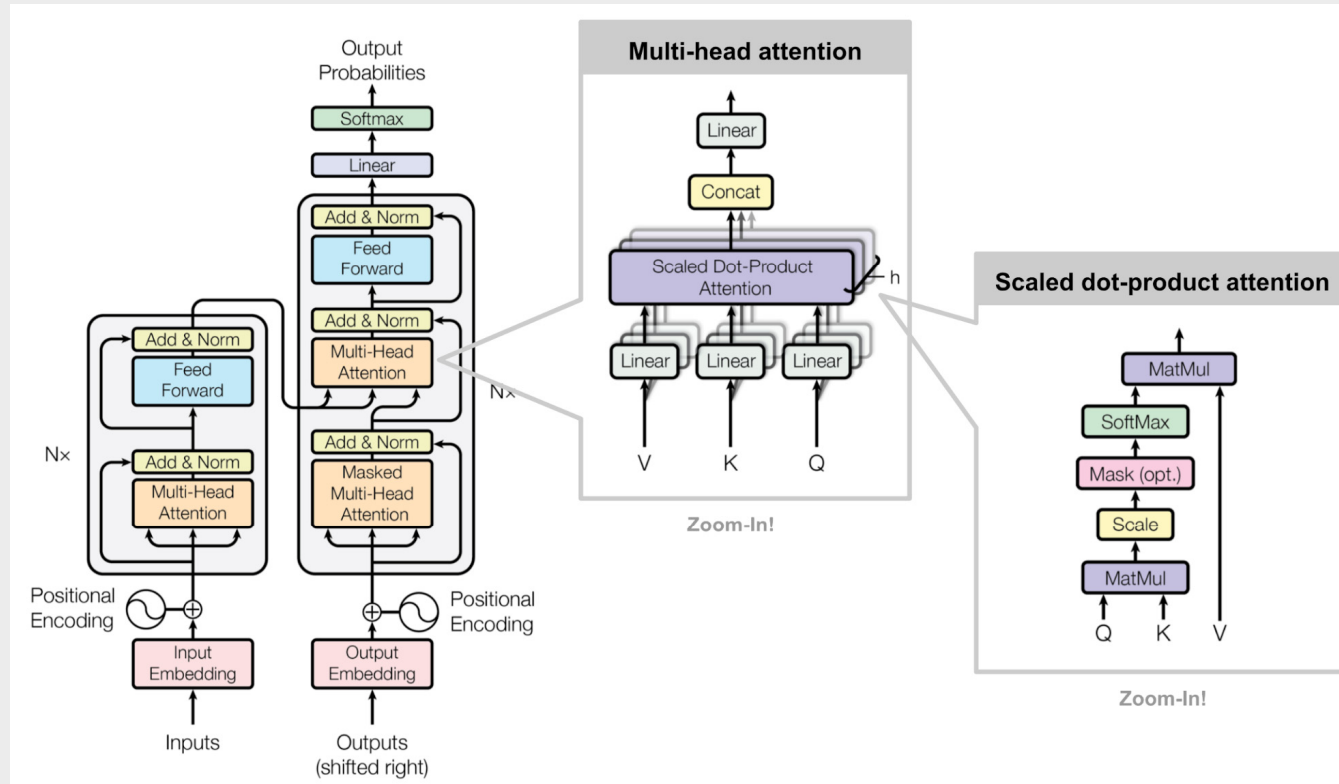 Output
Probabilities
Softmax
Linear
Add & Norm
Feed
Forward
Add & Norm
Multi-Head
Attention
Add & Norm
Masked
Multi-Head
Attention
N×
Positional
Encoding
Output
Embedding
Outputs
(shifted right)
Add & Norm
Feed
Forward
Add & Norm
Multi-Head
Attention
N×
Positional
Encoding
Input
Embedding
Inputs
Multi-head attention
Linear
Concat
Scaled Dot-Product
Attention
h
Linear
Linear
Linear
V
K
Q
Zoom-In!
Scaled dot-product attention
MatMul
SoftMax
Mask (opt.)
Scale
MatMul
Q
K
V
Zoom-In!